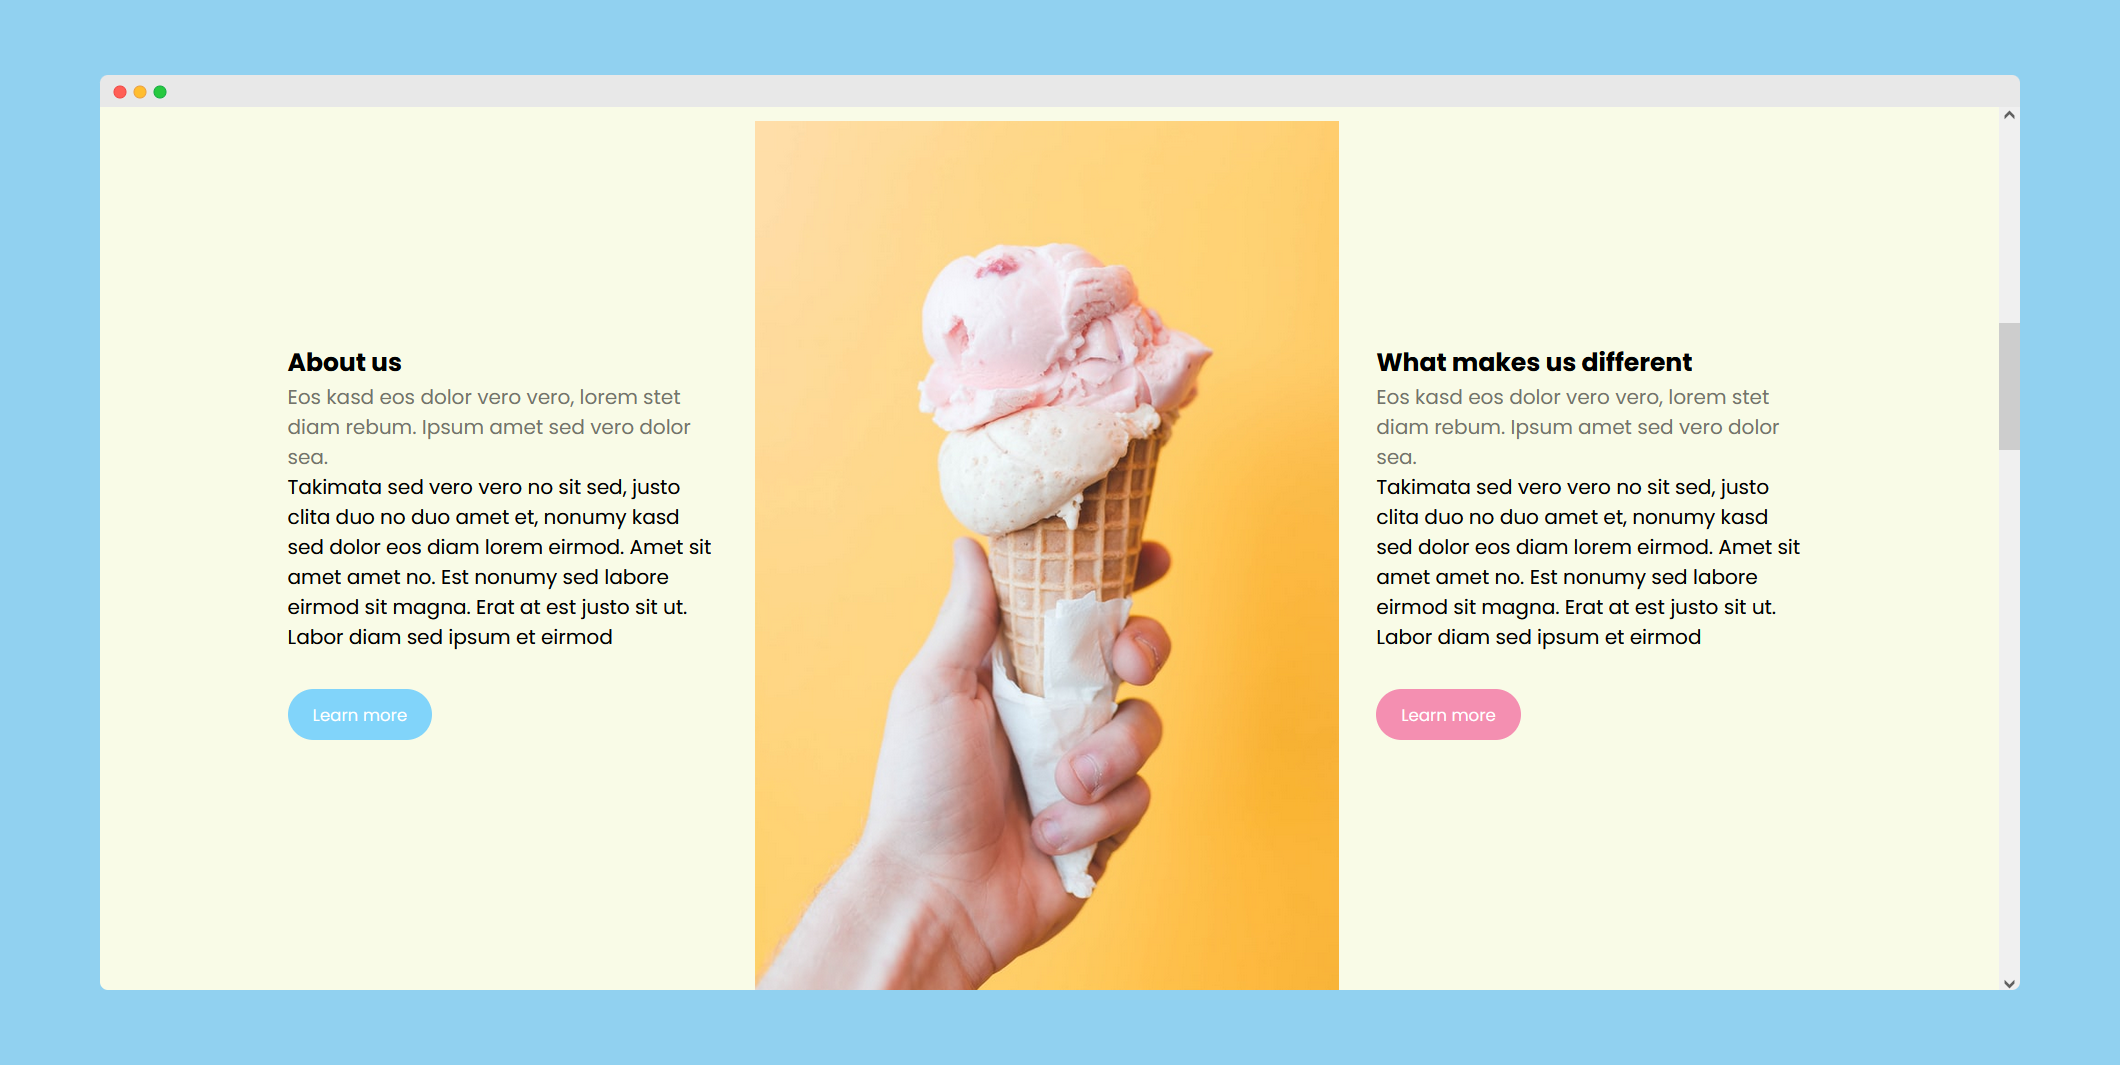 About us
Eos kasd eos dolor vero vero, lorem stet
diam rebum. Ipsum amet sed vero dolor
sea.
Takimata sed vero vero no sit sed, justo
clita duo no duo amet et, nonumy kasd
sed dolor eos diam lorem eirmod. Amet sit
amet amet no. Est nonumy sed labore
eirmod sit magna. Erat at est justo sit ut.
Labor diam sed ipsum et eirmod
Learn more
What makes us different
Eos kasd eos dolor vero vero, lorem stet
diam rebum. Ipsum amet sed vero dolor
sea.
Takimata sed vero vero no sit sed, justo
clita duo no duo amet et, nonumy kasd
sed dolor eos diam lorem eirmod. Amet sit
amet amet no. Est nonumy sed labore
eirmod sit magna. Erat at est justo sit ut.
Labor diam sed ipsum et eirmod
Learn more